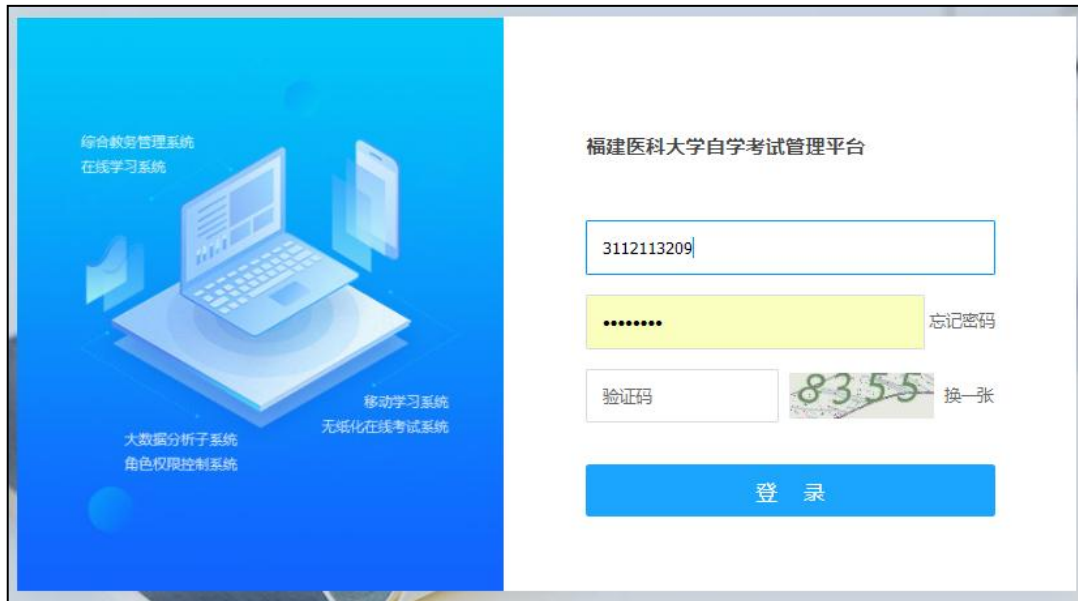 综合教务管理系统
在线学习系统
移动学习系统
无纸化在线考试系统
大数据分析子系统
角色权限控制系统
福建医科大学自学考试管理平台
3112113209
••••••••
忘记密码
验证码
8355
换一张
登 录